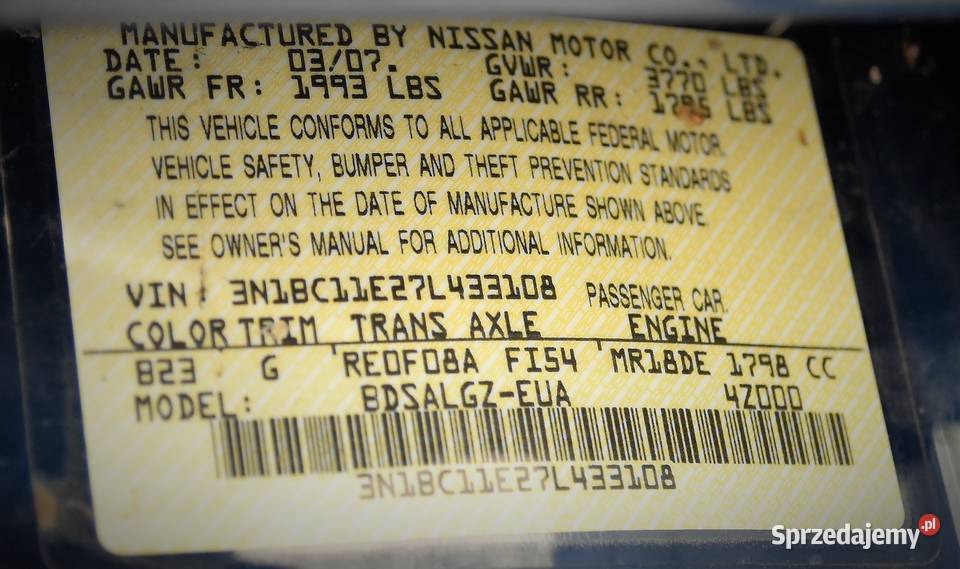 MANUFACTURED BY NISSAN MOTOR CO., LTD.
DATE: 03/07. GVWR: 3770 LBS
GAWR FR: 1993 LBS GAWR RR: 1785 LBS
THIS VEHICLE CONFORMS TO ALL APPLICABLE FEDERAL MOTOR
VEHICLE SAFETY, BUMPER AND THEFT PREVENTION STANDARDS
IN EFFECT ON THE DATE OF MANUFACTURE SHOWN ABOVE.
SEE OWNER'S MANUAL FOR ADDITIONAL INFORMATION.
VIN: 3N1BC11E27L433108 PASSENGER CAR.
COLOR TRIM TRANS AXLE ENGINE
B23 G RE0F08A FI54 MR18DE 1798 CC
MODEL: BDSALGZ-EUA 4Z000
3N1BC11E27L433108
Sprzedajemy.pl